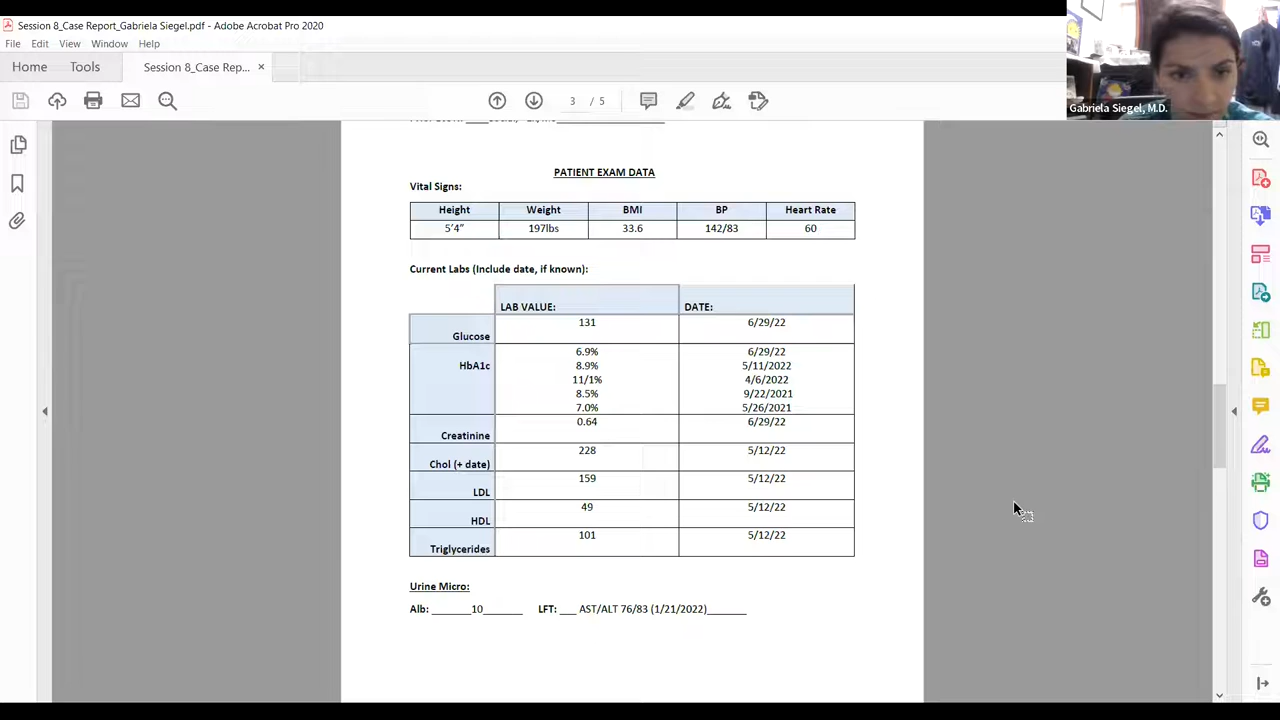 Session 8_Case Report_Gabriela Siegel.pdf - Adobe Acrobat Pro 2020
File Edit View Window Help
Home Tools Session 8_Case Rep... ×
3 / 5
Gabriela Siegel, M.D.
PATIENT EXAM DATA
Vital Signs:
Height Weight BMI BP Heart Rate
5’4” 197lbs 33.6 142/83 60
Current Labs (Include date, if known):
LAB VALUE: DATE:
Glucose 131 6/29/22
HbA1c 6.9% 6/29/22
8.9% 5/11/2022
11/1% 4/6/2022
8.5% 9/22/2021
7.0% 5/26/2021
Creatinine 0.64 6/29/22
Chol (+ date) 228 5/12/22
LDL 159 5/12/22
HDL 49 5/12/22
Triglycerides 101 5/12/22
Urine Micro:
Alb: _______10_______ LFT: ___ AST/ALT 76/83 (1/21/2022)_______